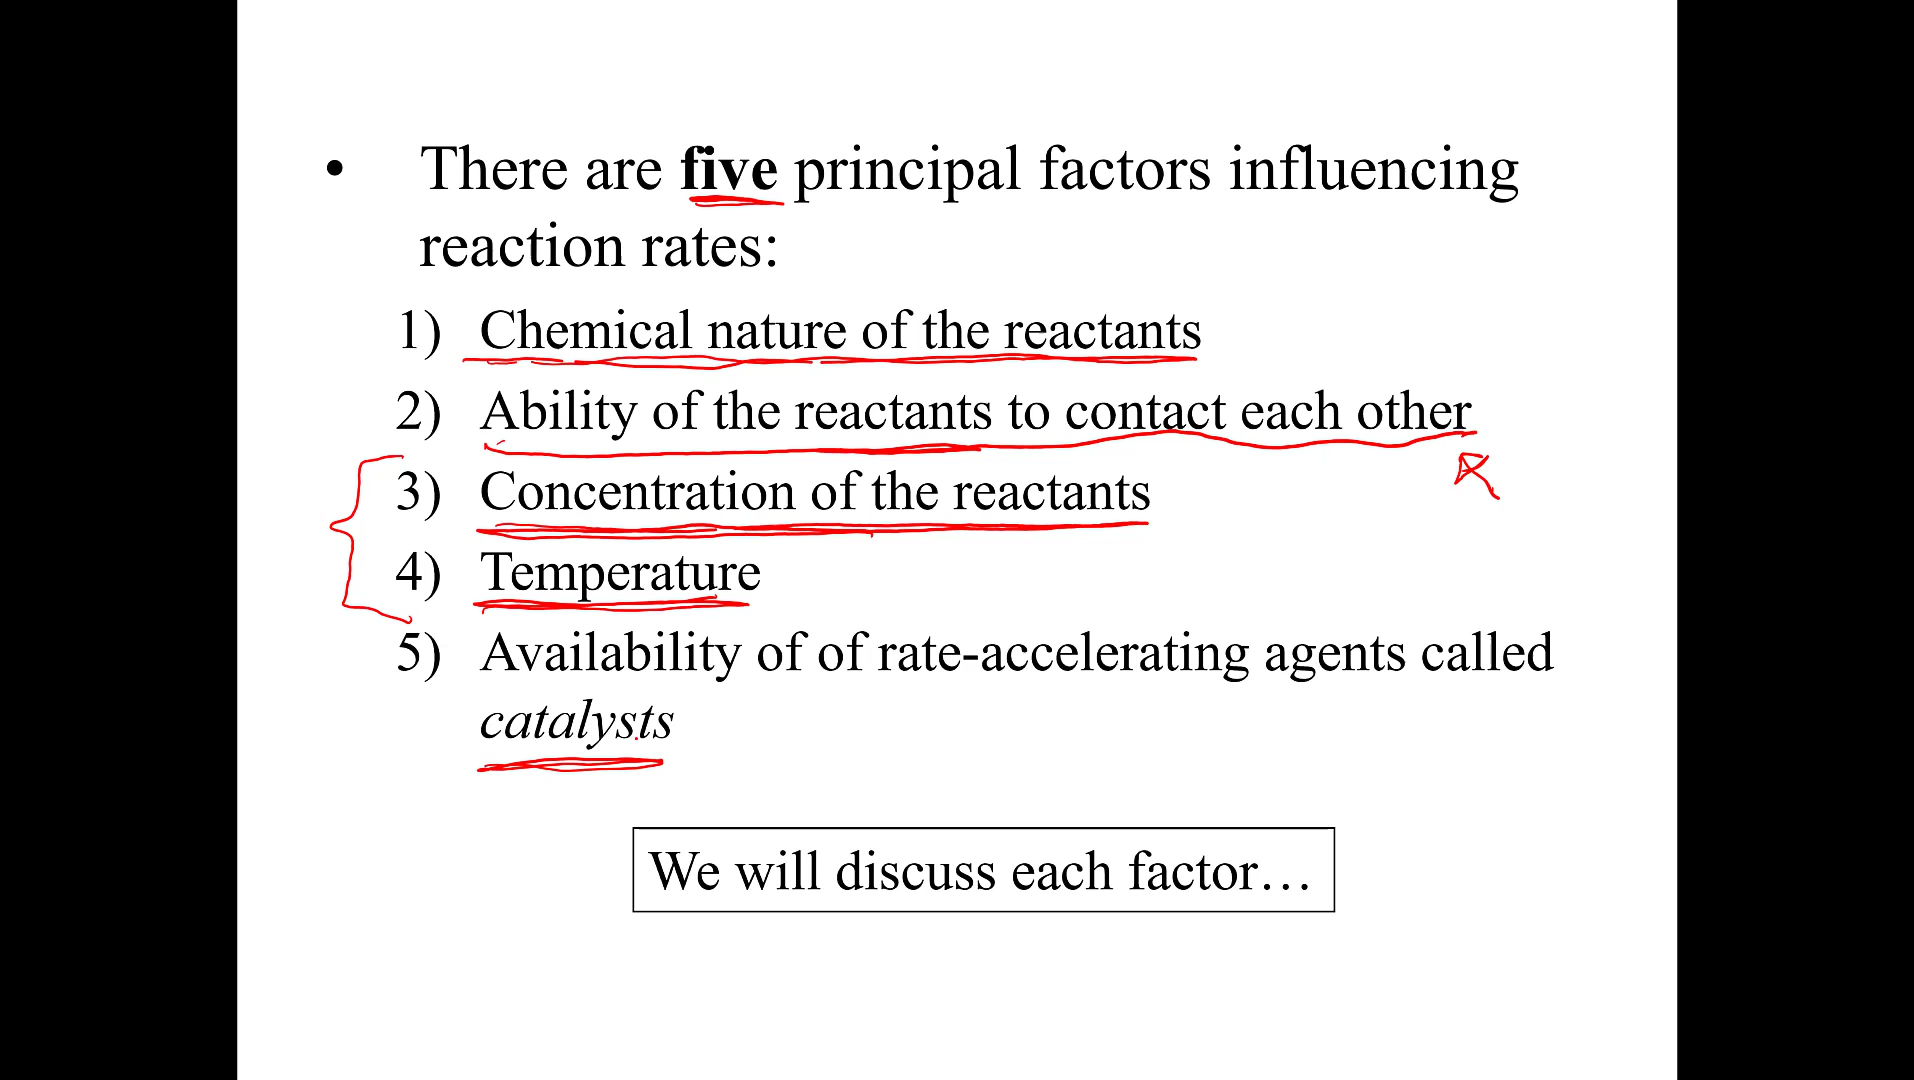 • There are five principal factors influencing
reaction rates:
1) Chemical nature of the reactants
2) Ability of the reactants to contact each other
3) Concentration of the reactants
4) Temperature
5) Availability of of rate-accelerating agents called
catalysts
We will discuss each factor…